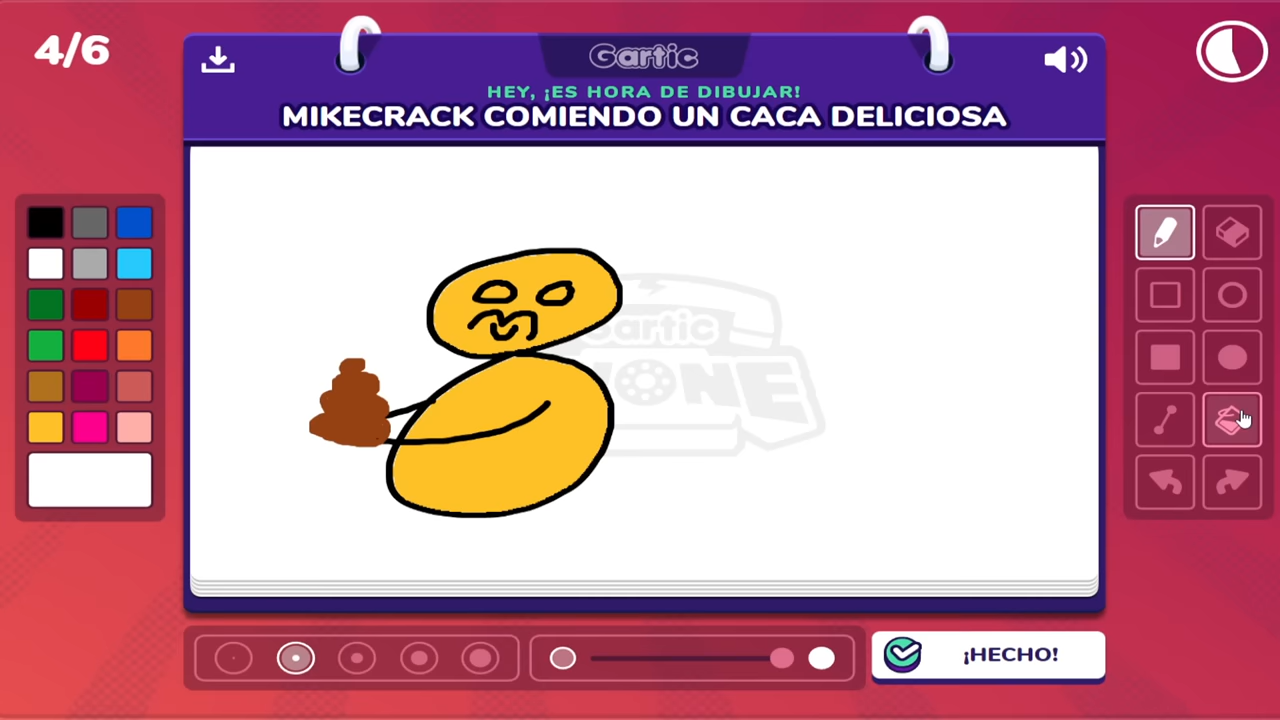 4/6
Gartic
HEY, ¡ES HORA DE DIBUJAR!
MIKECRACK COMIENDO UN CACA DELICIOSA
Gartic
PHONE
¡HECHO!